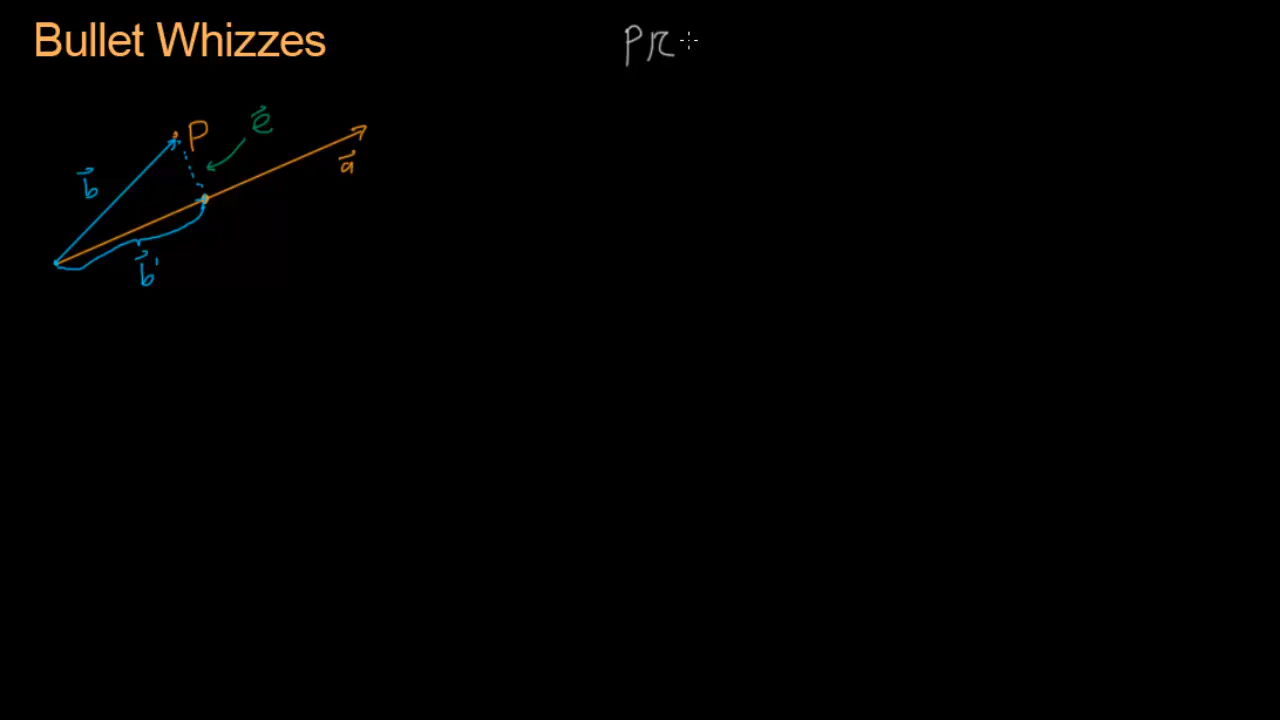 Bullet Whizzes
pr
P
e⃗
a⃗
b⃗
b⃗'